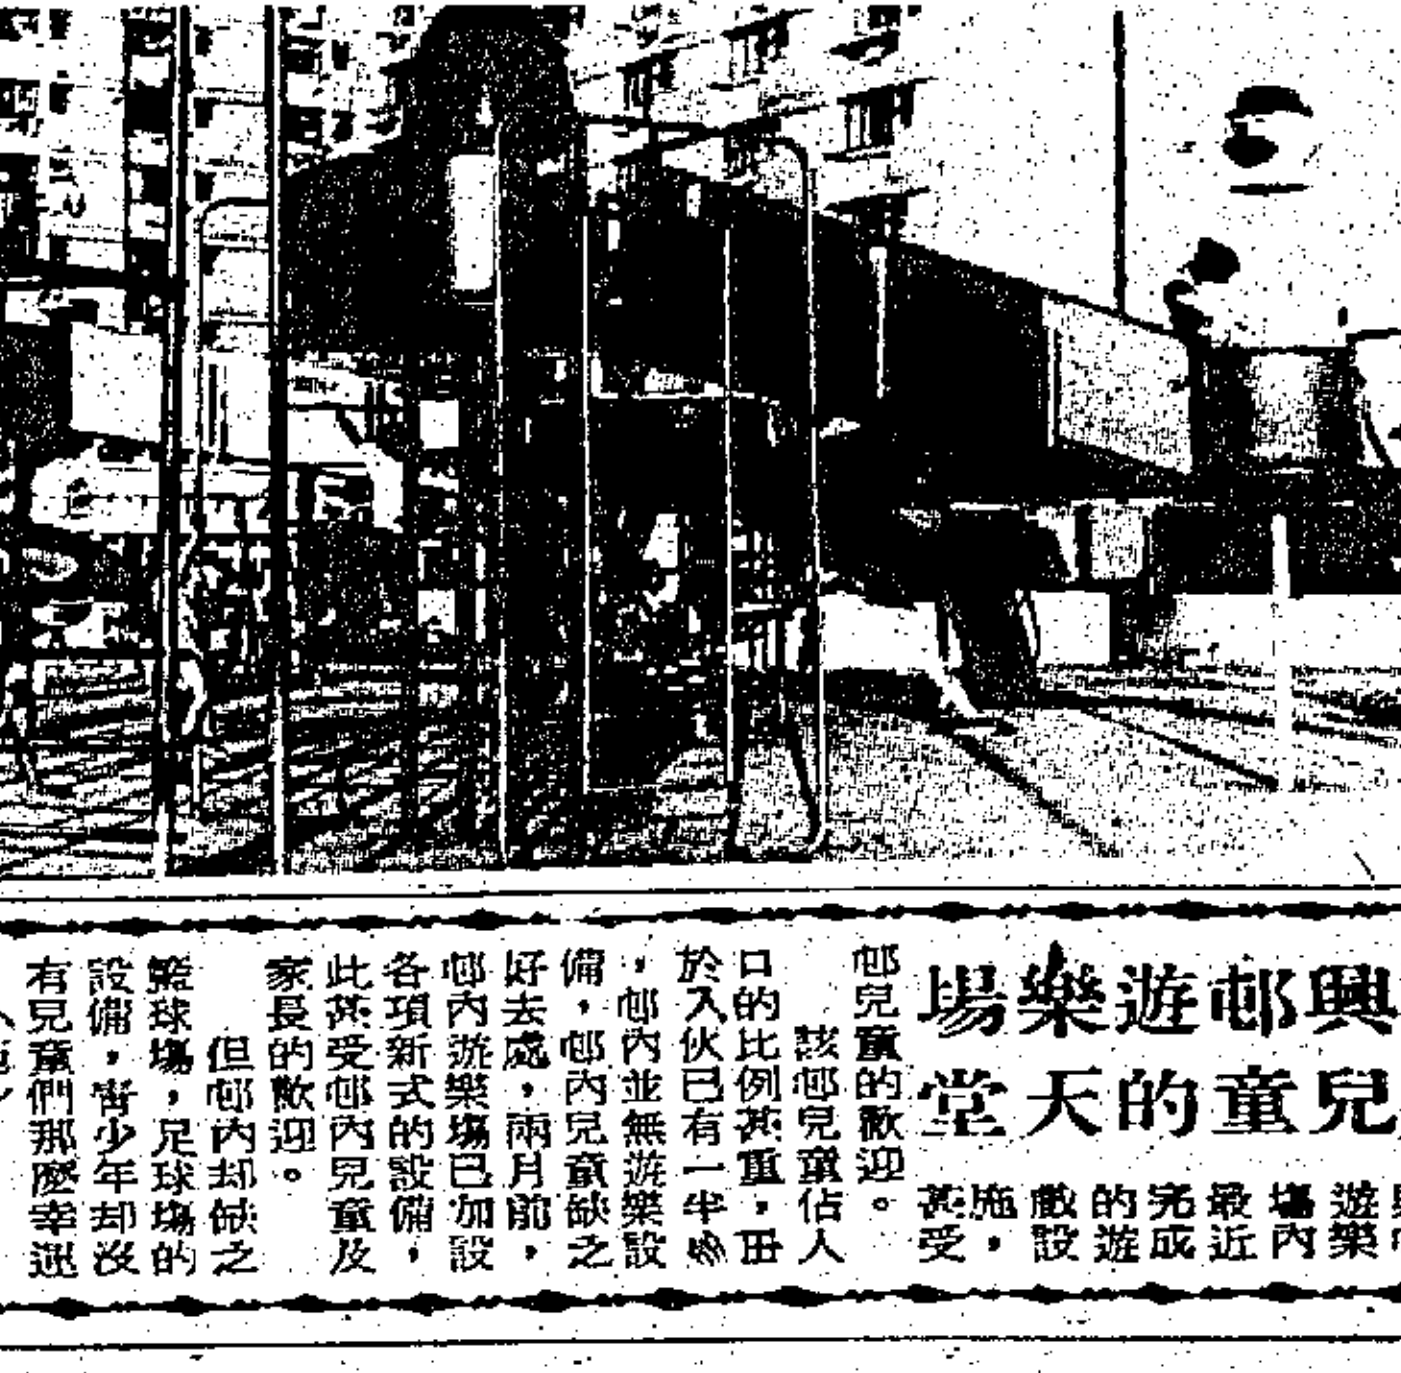 興邨遊樂場
兒童的天堂
遊樂
場內
最近
完成
的遊
戲設
施，
甚受
邨兒童的歡迎。
該邨兒童佔人
口的比例甚重，
於入伙已有一半
，邨內並無遊樂設
備，邨內兒童缺之
好去處，兩月前，
邨內遊樂場已加設
各項新式的設備，
此甚受邨內兒童及
家長的歡迎。
但邨內却缺之
籃球場，足球場的
設備，青少年却沒
有兒童們那麼幸運